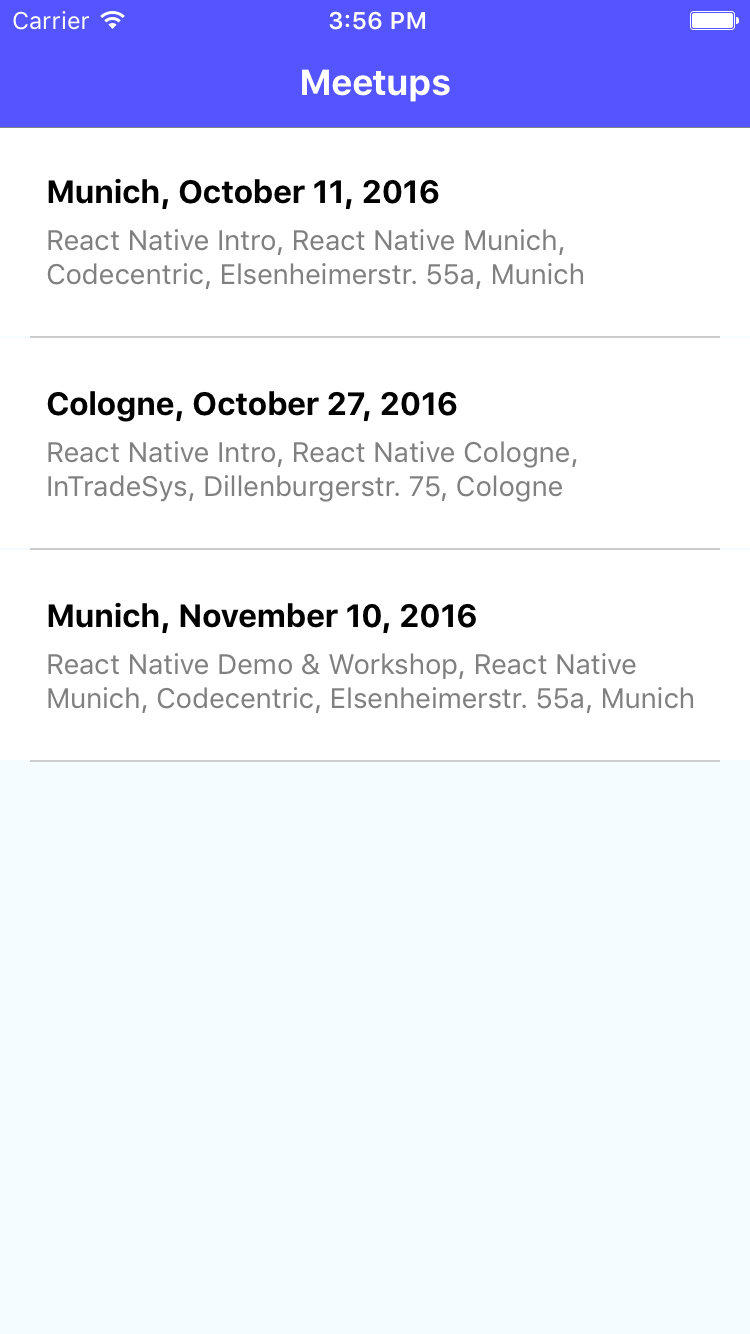 Carrier 3:56 PM
Meetups
Munich, October 11, 2016
React Native Intro, React Native Munich,
Codecentric, Elsenheimerstr. 55a, Munich
Cologne, October 27, 2016
React Native Intro, React Native Cologne,
InTradeSys, Dillenburgerstr. 75, Cologne
Munich, November 10, 2016
React Native Demo & Workshop, React Native
Munich, Codecentric, Elsenheimerstr. 55a, Munich